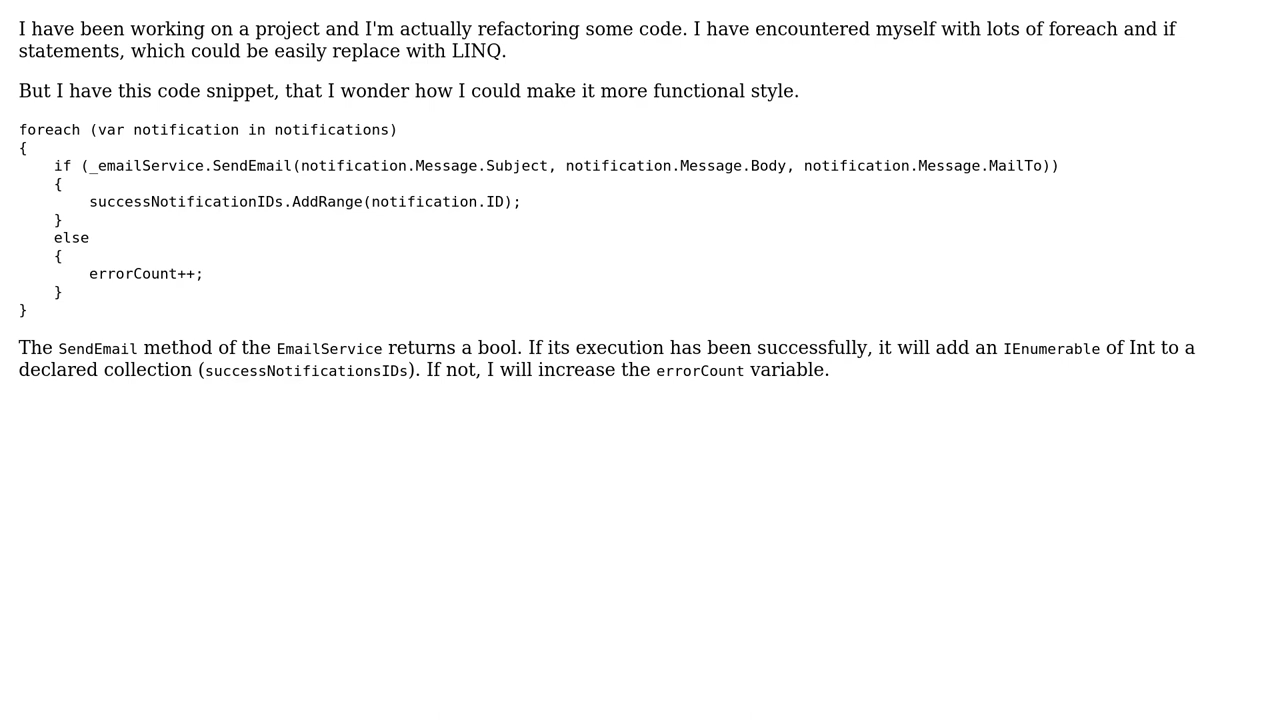 I have been working on a project and I'm actually refactoring some code. I have encountered myself with lots of foreach and if
statements, which could be easily replace with LINQ.
But I have this code snippet, that I wonder how I could make it more functional style.
foreach (var notification in notifications)
{
    if (_emailService.SendEmail(notification.Message.Subject, notification.Message.Body, notification.Message.MailTo))
    {
        successNotificationIDs.AddRange(notification.ID);
    }
    else
    {
        errorCount++;
    }
}
The SendEmail method of the EmailService returns a bool. If its execution has been successfully, it will add an IEnumerable of Int to a
declared collection (successNotificationsIDs). If not, I will increase the errorCount variable.